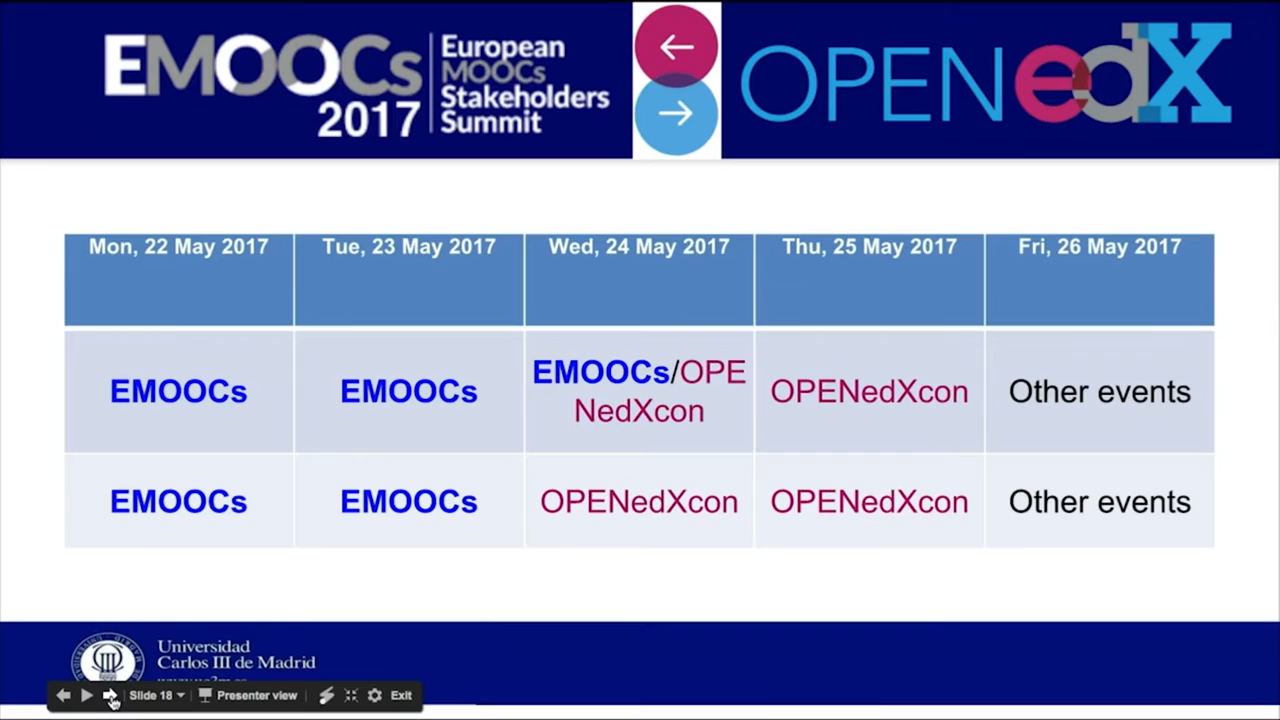 EMOOCs
2017
European
MOOCs
Stakeholders
Summit
OPENedX
Mon, 22 May 2017
Tue, 23 May 2017
Wed, 24 May 2017
Thu, 25 May 2017
Fri, 26 May 2017
EMOOCs
EMOOCs
EMOOCs/OPE
NedXcon
OPENedXcon
Other events
EMOOCs
EMOOCs
OPENedXcon
OPENedXcon
Other events
Universidad
Carlos III de Madrid
Slide 18
Presenter view
Exit